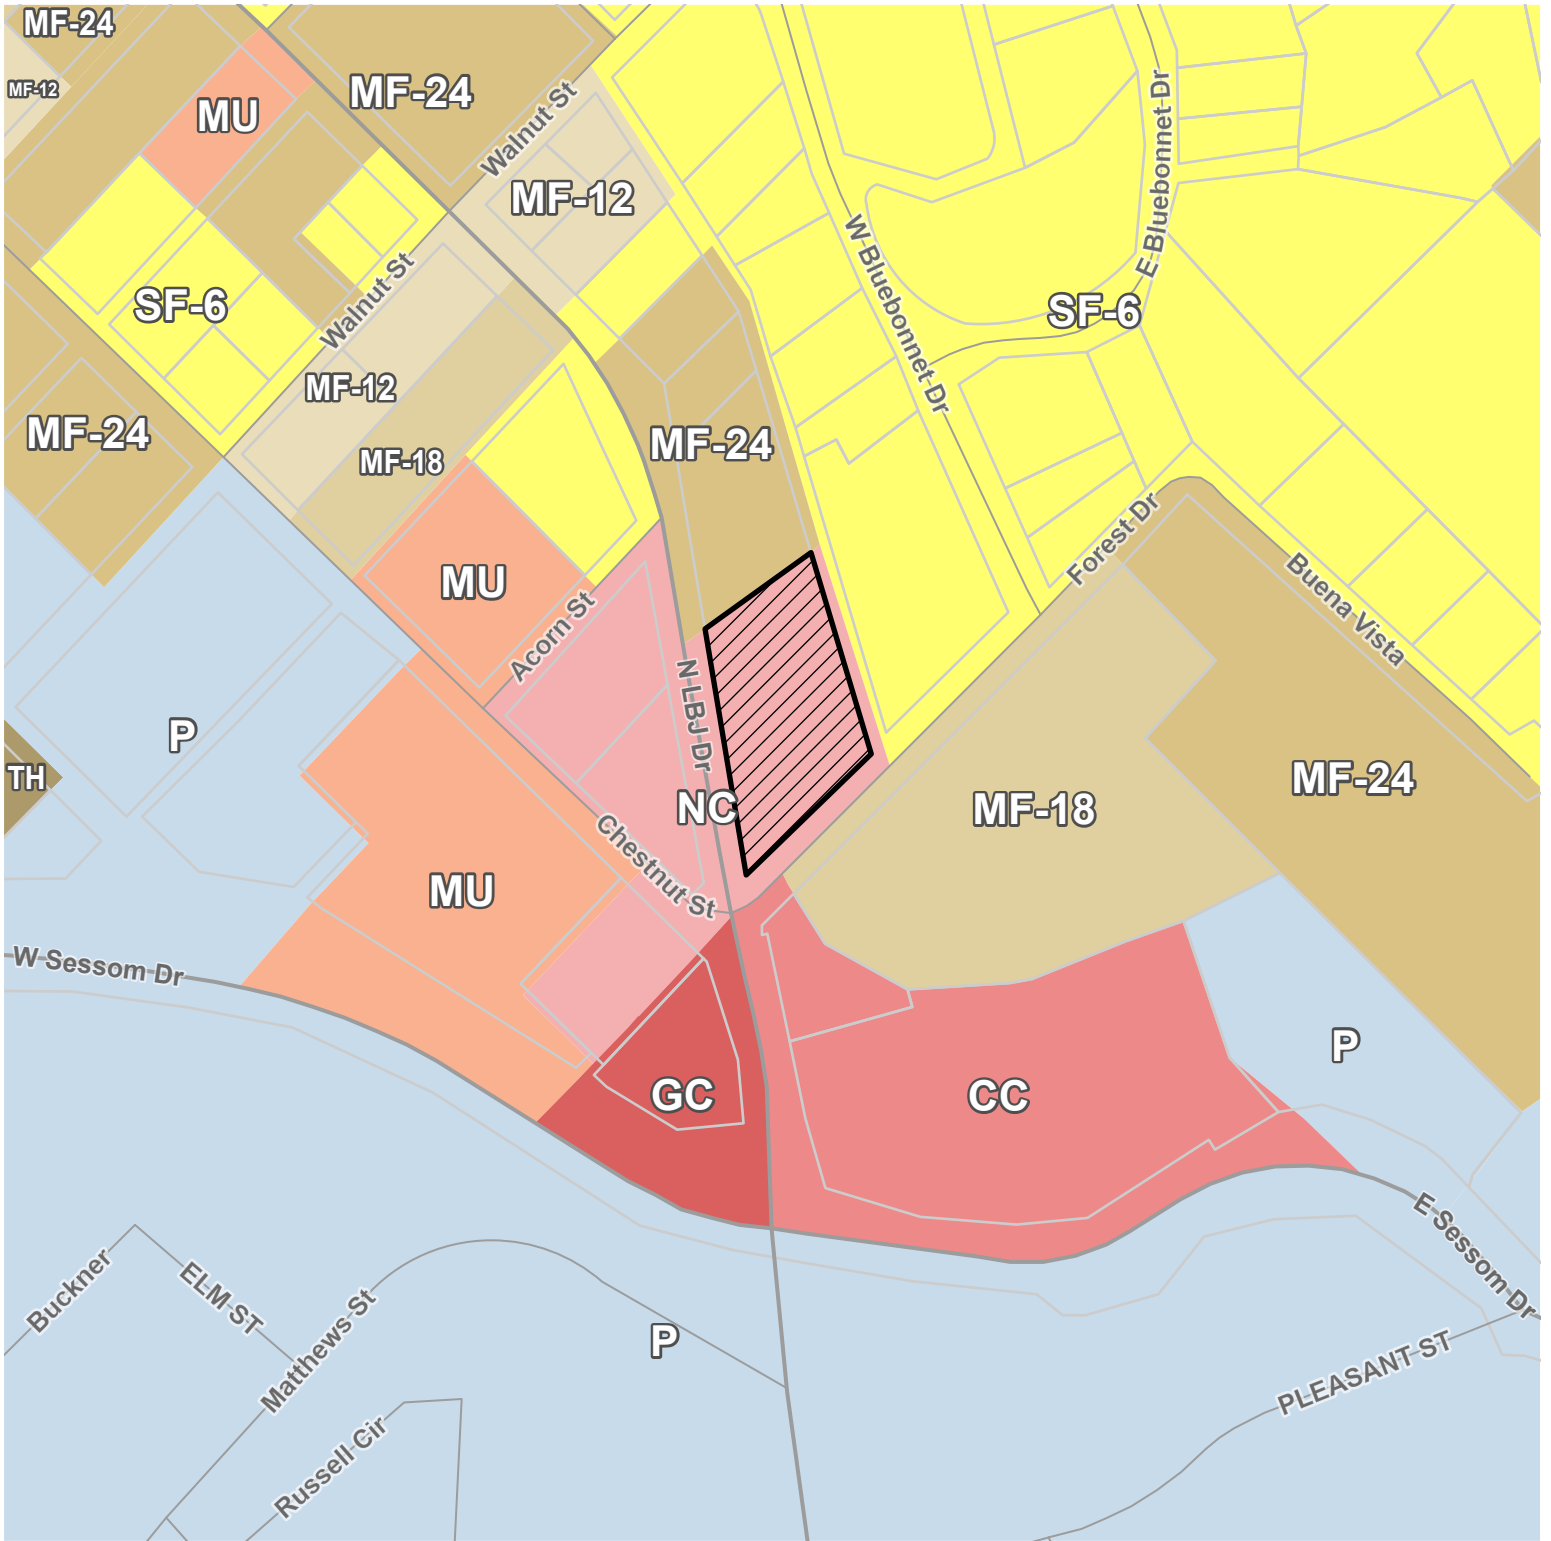 MF-24
MF-12
MU
MF-24
Walnut St
MF-12
E Bluebonnet Dr
W Bluebonnet Dr
SF-6
Walnut St
SF-6
MF-12
MF-24
MF-18
MF-24
Forest Dr
Buena Vista
MU
Acorn St
N LBJ Dr
P
TH
NC
MF-18
MF-24
Chestnut St
MU
W Sessom Dr
P
GC
CC
E Sessom Dr
Buckner
ELM ST
Matthews St
P
PLEASANT ST
Russell Cir